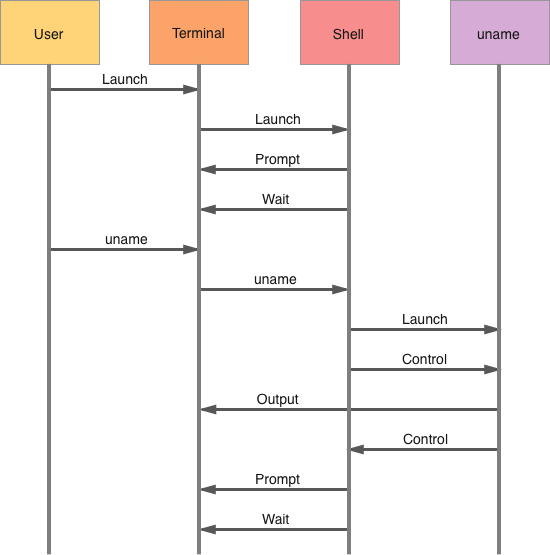 User
Terminal
Shell
uname
Launch
Launch
Prompt
Wait
uname
uname
Launch
Control
Output
Control
Prompt
Wait